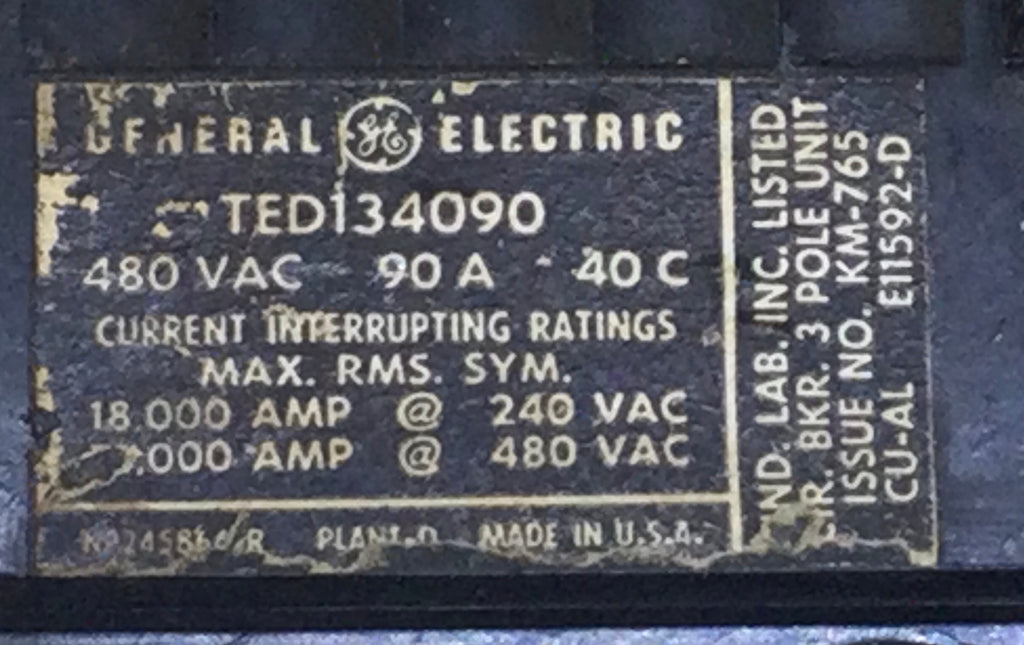 GENERAL GE ELECTRIC
TED134090
480 VAC 90 A 40 C
CURRENT INTERRUPTING RATINGS
MAX. RMS. SYM.
18.000 AMP @ 240 VAC
.000 AMP @ 480 VAC
PLANT-D MADE IN U.S.A.
IND. LAB. INC. LISTED
CIR. BKR. 3 POLE UNIT
ISSUE NO. KM-765
CU-AL E11592-D